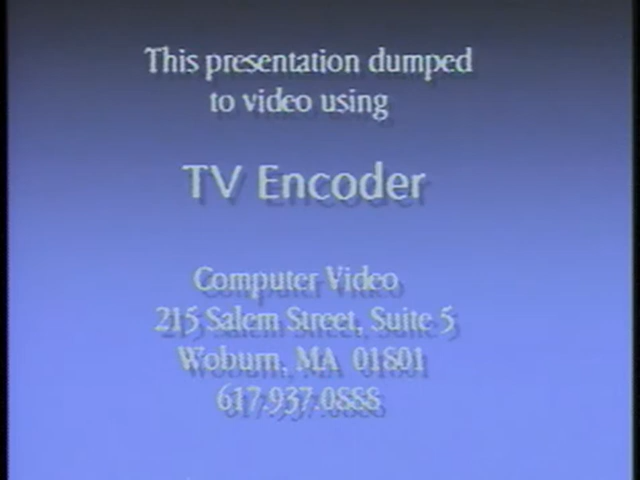 This presentation dumped
to video using
TV Encoder
Computer Video
215 Salem Street, Suite 5
Woburn, MA 01801
617.937.0888